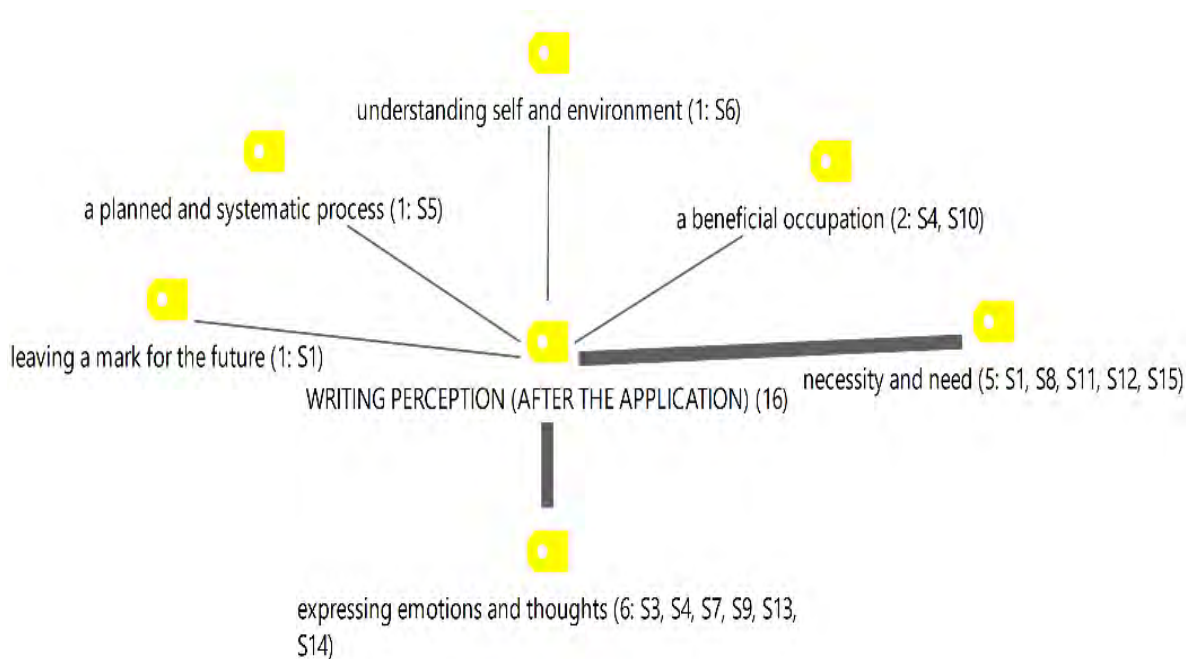 understanding self and environment (1: S6)
a planned and systematic process (1: S5)
a beneficial occupation (2: S4, S10)
leaving a mark for the future (1: S1)
necessity and need (5: S1, S8, S11, S12, S15)
WRITING PERCEPTION (AFTER THE APPLICATION) (16)
expressing emotions and thoughts (6: S3, S4, S7, S9, S13,
S14)